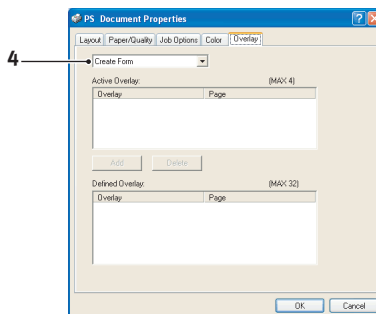 PS Document Properties
Layout Paper/Quality Job Options Color Overlay
4
Create Form
Active Overlay: (MAX 4)
Overlay Page
Add Delete
Defined Overlay: (MAX 32)
Overlay Page
OK Cancel